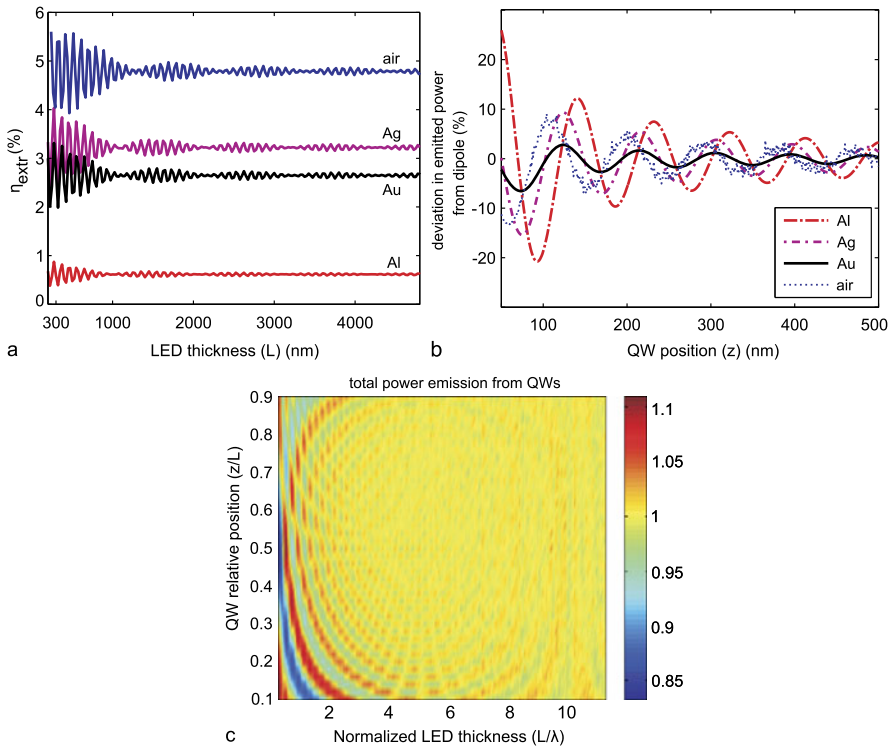 6
5
4
3
2
1
0
η extr (%)
air
Ag
Au
Al
300
1000
2000
3000
4000
LED thickness (L) (nm)
a
20
10
0
-10
-20
deviation in emitted power
from dipole (%)
Al
Ag
Au
air
100
200
300
400
500
QW position (z) (nm)
b
total power emission from QWs
0.9
0.8
0.7
0.6
0.5
0.4
0.3
0.2
0.1
QW relative position (z/L)
2
4
6
8
10
Normalized LED thickness (L/λ)
1.1
1.05
1
0.95
0.9
0.85
c